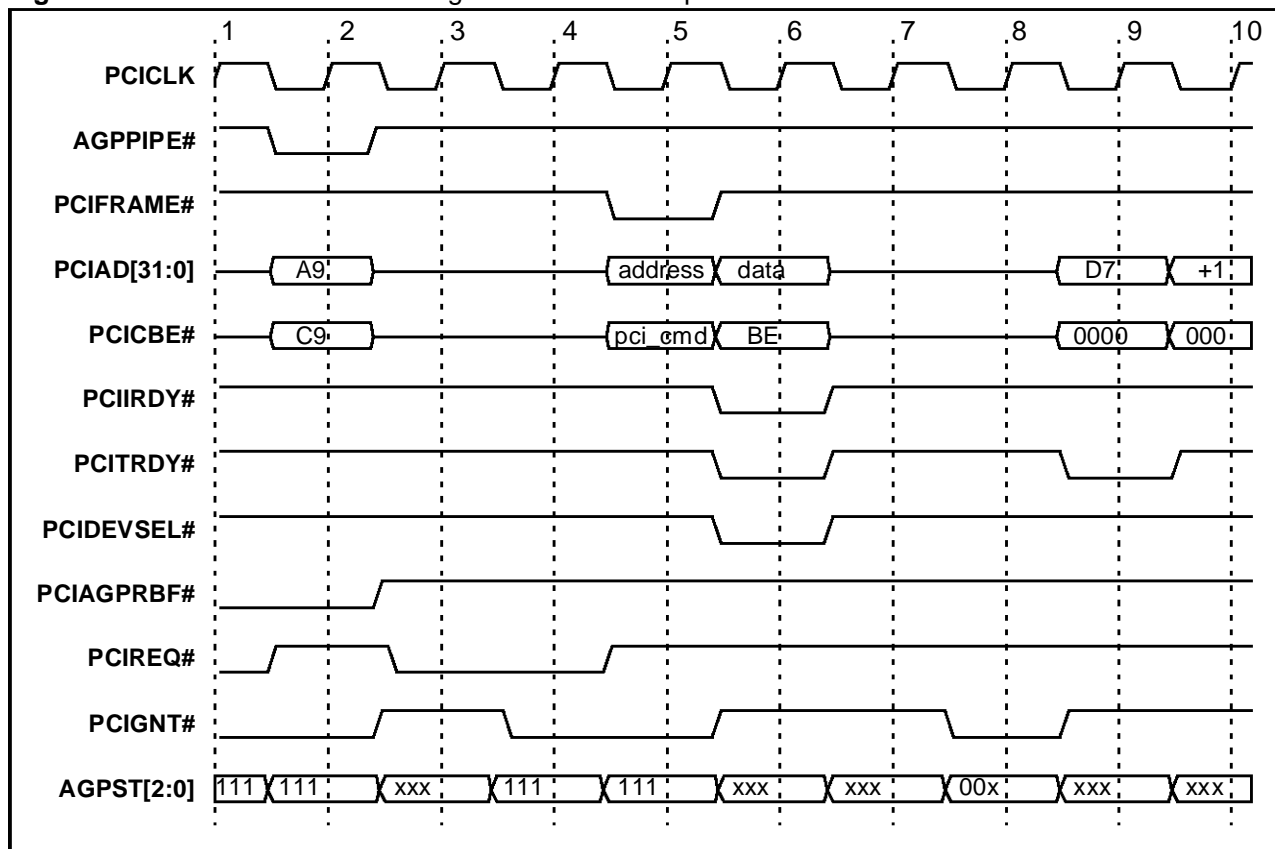 1 2 3 4 5 6 7 8 9 10
PCICLK
AGPPIPE#
PCIFRAME#
PCIAD[31:0] A9 address data D7 +1
PCICBE# C9 pci_cmd BE 0000 000
PCIIRDY#
PCITRDY#
PCIDEVSEL#
PCIAGPRBF#
PCIREQ#
PCIGNT#
AGPST[2:0] 111 111 xxx 111 111 xxx xxx 00x xxx xxx